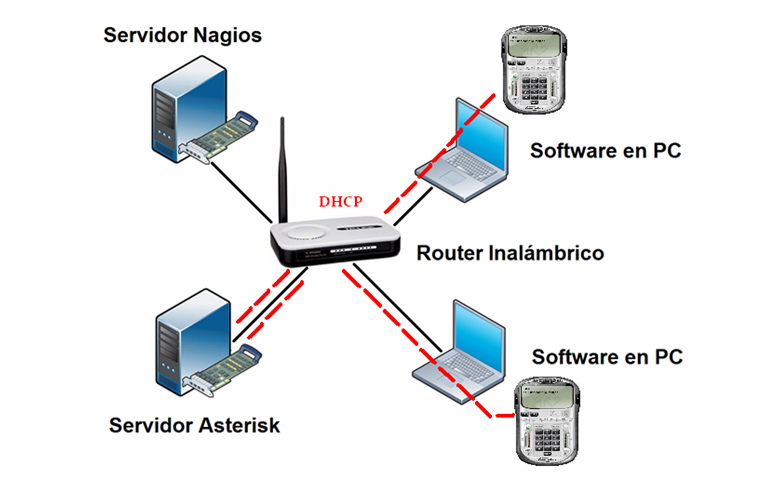 Servidor Nagios
Software en PC
DHCP
Router Inalámbrico
Software en PC
Servidor Asterisk